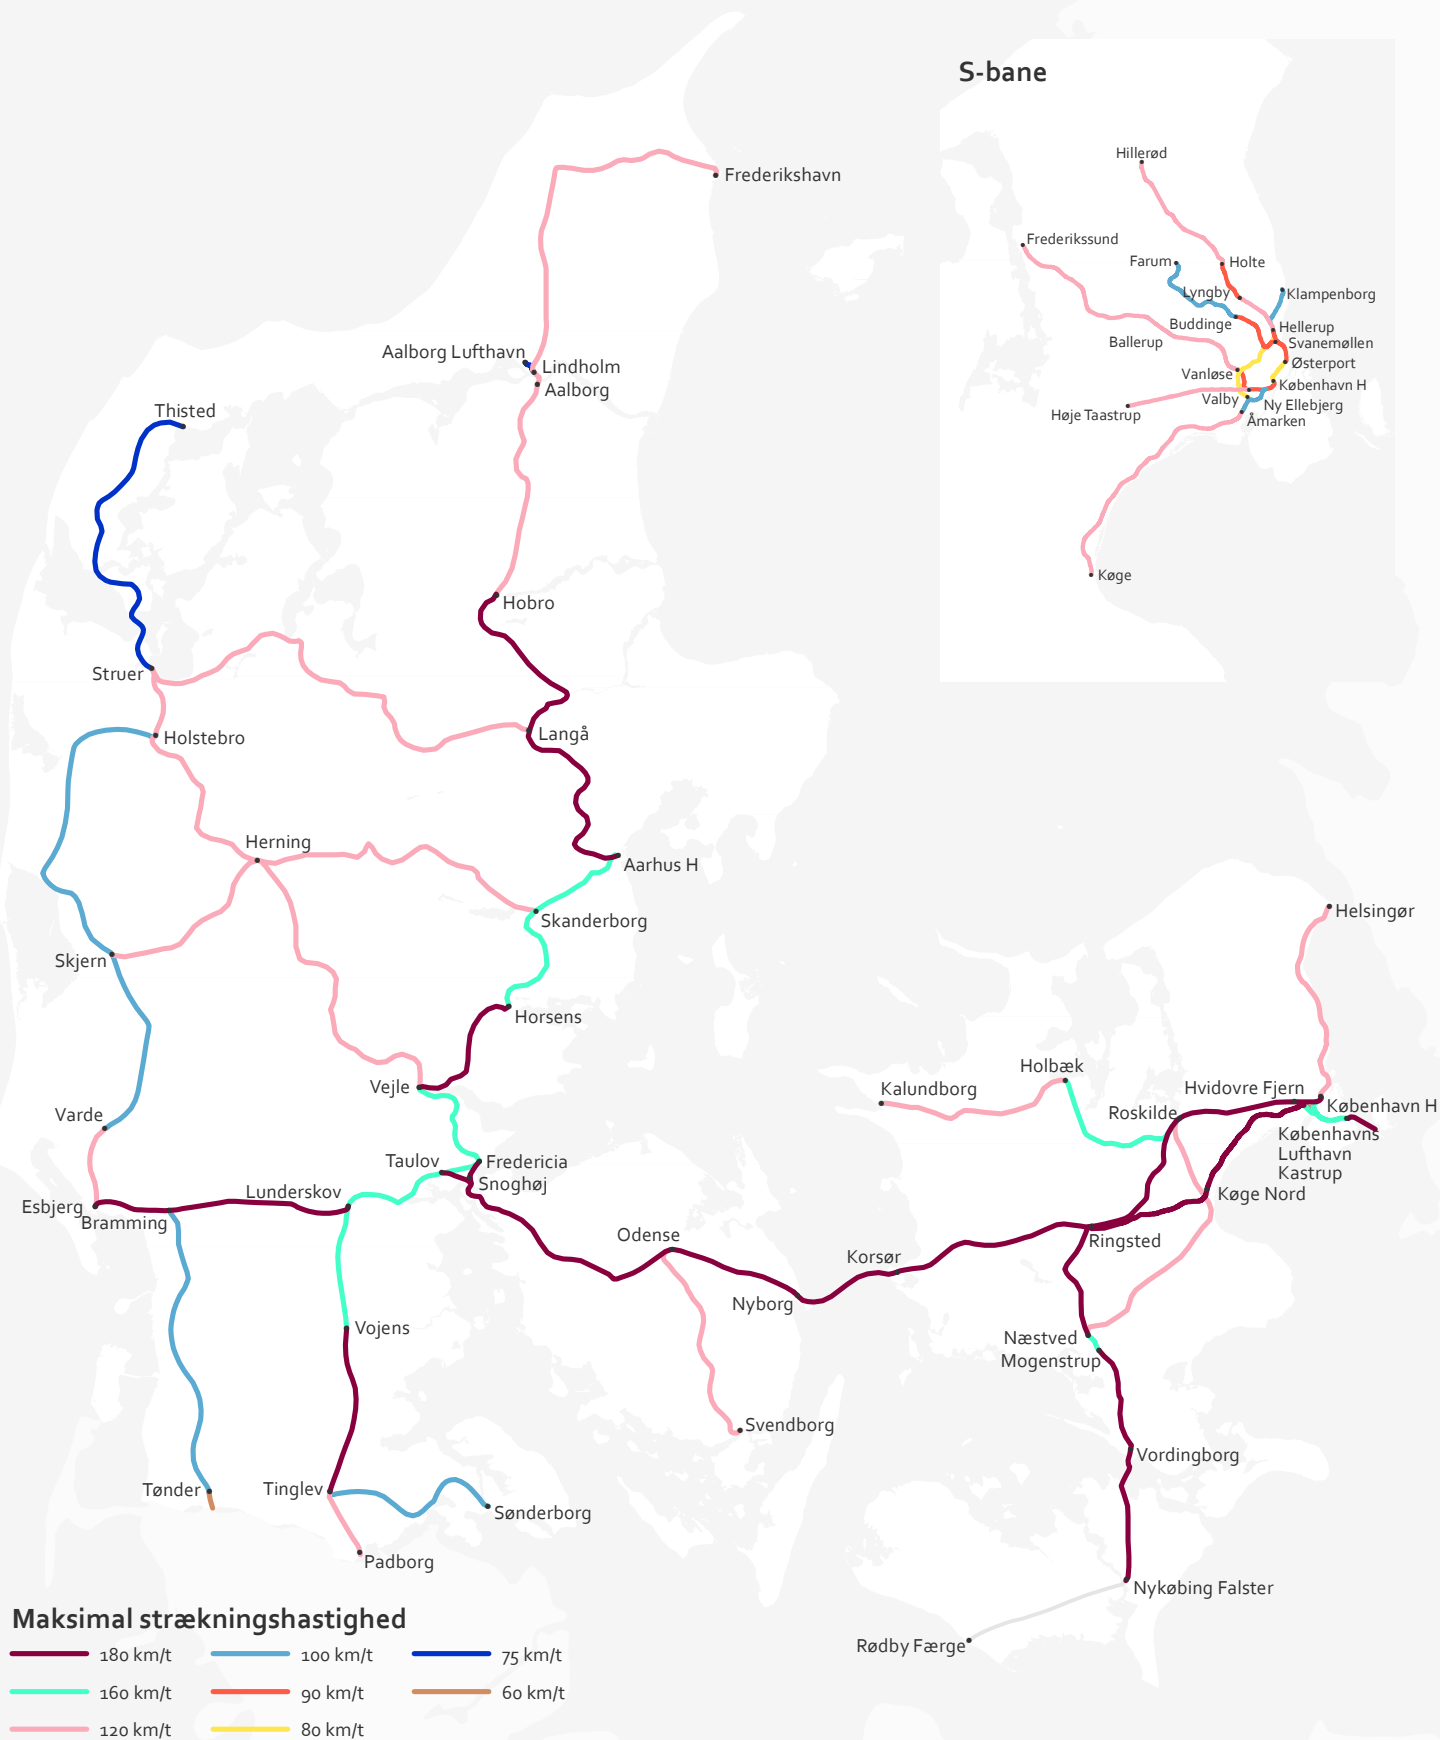 S-bane
Hillerød
Frederikssund
Farum
Holte
Lyngby
Klampenborg
Buddinge
Hellerup
Ballerup
Svanemøllen
Østerport
Vanløse
København H
Valby
Ny Ellebjerg
Høje Taastrup
Åmarken
Køge
Frederikshavn
Aalborg Lufthavn
Lindholm
Aalborg
Thisted
Hobro
Struer
Langå
Holstebro
Herning
Aarhus H
Skanderborg
Skjern
Horsens
Vejle
Varde
Taulov
Fredericia
Snoghøj
Lunderskov
Esbjerg
Bramming
Odense
Korsør
Nyborg
Vojens
Svendborg
Tønder
Tinglev
Sønderborg
Padborg
Helsingør
Holbæk
Kalundborg
Hvidovre Fjern
Roskilde
København H
Københavns
Lufthavn
Kastrup
Køge Nord
Ringsted
Næstved
Mogenstrup
Vordingborg
Nykøbing Falster
Rødby Færge
Maksimal strækningshastighed
180 km/t
100 km/t
75 km/t
160 km/t
90 km/t
60 km/t
120 km/t
80 km/t